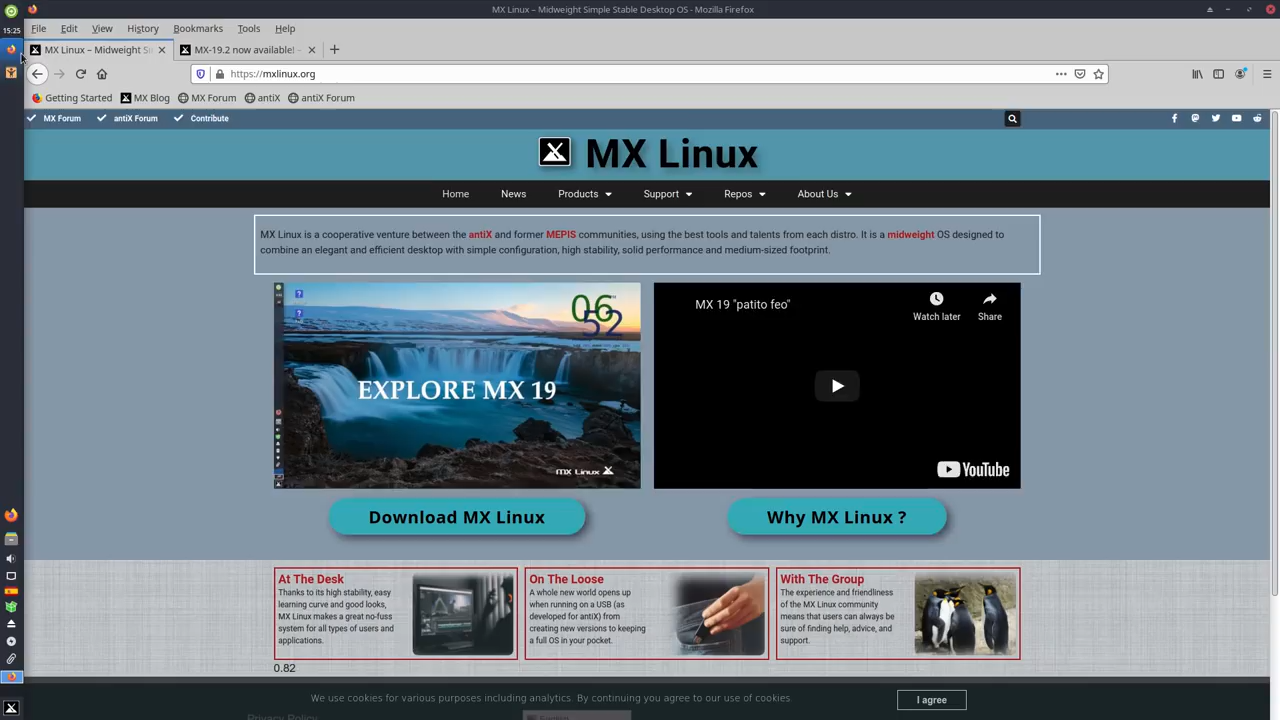 MX Linux – Midweight Simple Stable Desktop OS - Mozilla Firefox
15:25
File Edit View History Bookmarks Tools Help
MX Linux – Midweight Si
MX-19.2 now available! –
https://mxlinux.org
Getting Started MX Blog MX Forum antiX antiX Forum
MX Forum antiX Forum Contribute
MX Linux
Home News Products Support Repos About Us
MX Linux is a cooperative venture between the antiX and former MEPIS communities, using the best tools and talents from each distro. It is a midweight OS designed to
combine an elegant and efficient desktop with simple configuration, high stability, solid performance and medium-sized footprint.
06
52
EXPLORE MX 19
MX Linux
MX 19 "patito feo"
Watch later
Share
YouTube
Download MX Linux
Why MX Linux ?
At The Desk
Thanks to its high stability, easy
learning curve and good looks,
MX Linux makes a great no-fuss
system for all types of users and
applications.
On The Loose
A whole new world opens
up when running on a USB (as
developed for antiX) from
creating new versions to keeping
a full OS in your pocket.
With The Group
The experience and friendliness
of the MX Linux community
means that users can always be
sure of finding help, advice, and
support.
0.82
We use cookies for various purposes including analytics. By continuing you agree to our use of cookies.
I agree
Privacy Policy
English